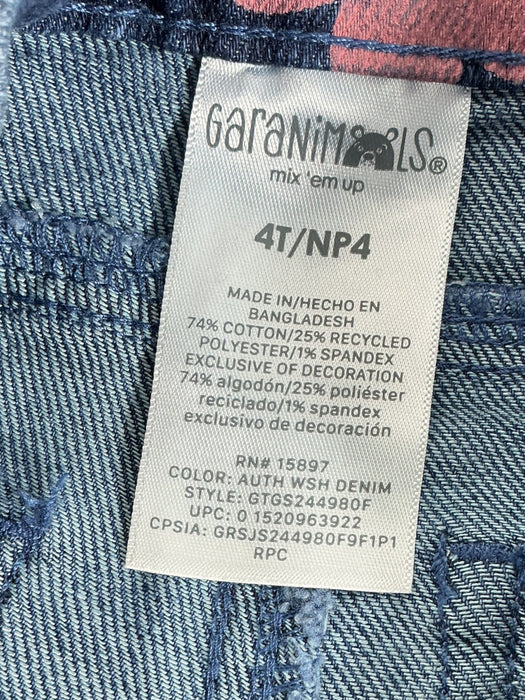 GaraNiMaLS®
mix 'em up
4T/NP4
MADE IN/HECHO EN
BANGLADESH
74% COTTON/25% RECYCLED
POLYESTER/1% SPANDEX
EXCLUSIVE OF DECORATION
74% algodón/25% poliéster
reciclado/1% spandex
exclusivo de decoración
RN# 15897
COLOR: AUTH WSH DENIM
STYLE: GTGS244980F
UPC: 0 1520963922
CPSIA: GRSJS244980F9F1P1
RPC